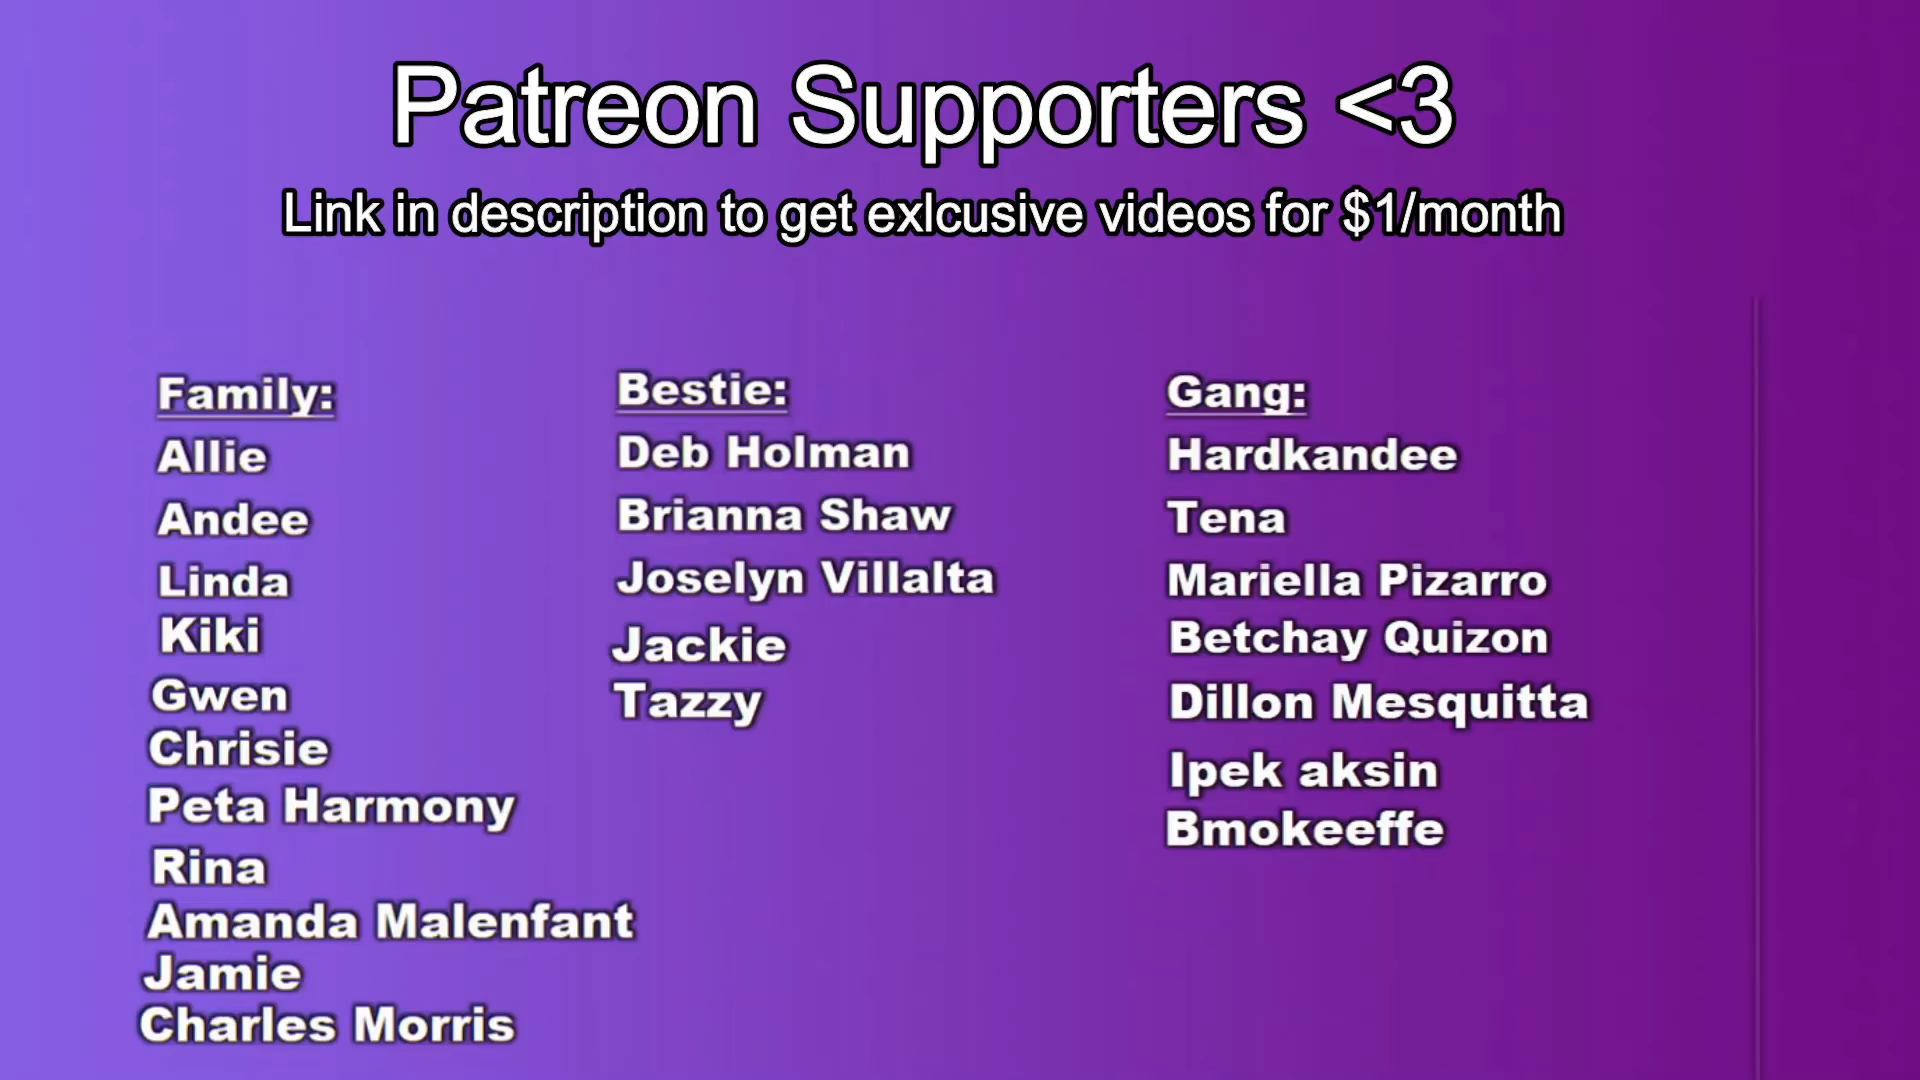 Patreon Supporters <3
Link in description to get exlcusive videos for $1/month
Family:
Allie
Andee
Linda
Kiki
Gwen
Chrisie
Peta Harmony
Rina
Amanda Malenfant
Jamie
Charles Morris
Bestie:
Deb Holman
Brianna Shaw
Joselyn Villalta
Jackie
Tazzy
Gang:
Hardkandee
Tena
Mariella Pizarro
Betchay Quizon
Dillon Mesquitta
Ipek aksin
Bmokeeffe